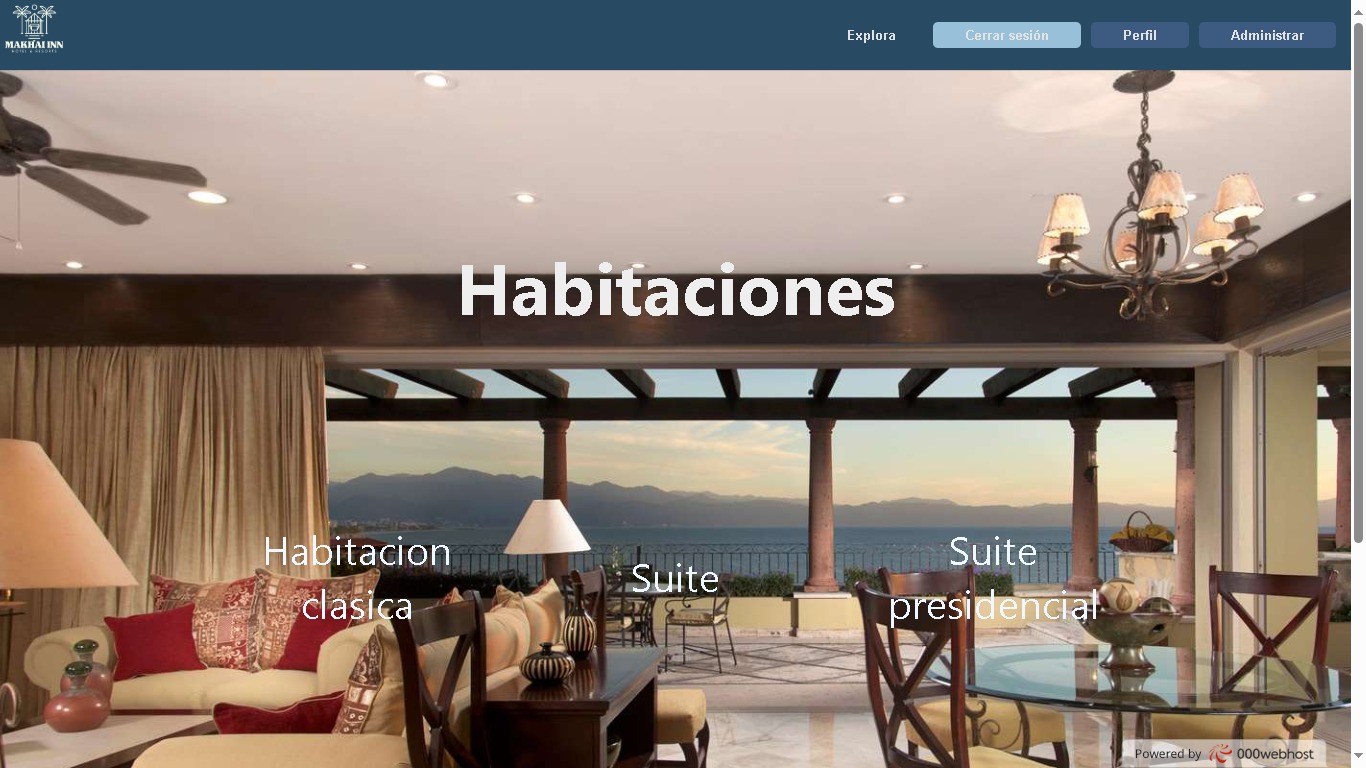 MAKHAI INN
HOTEL & RESORTS
Explora
Cerrar sesión
Perfil
Administrar
Habitaciones
Habitacion
clasica
Suite
Suite
presidencial
Powered by 000webhost